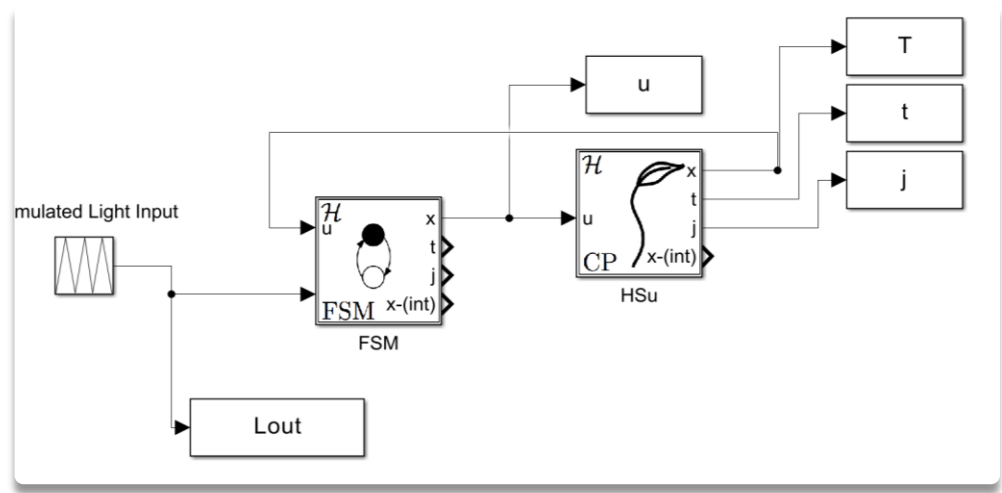 T
u
t
j
ℋ
x
t
u
j
CP
x-(int)
HSu
mulated Light Input
ℋ
u
x
t
j
FSM
x-(int)
FSM
Lout